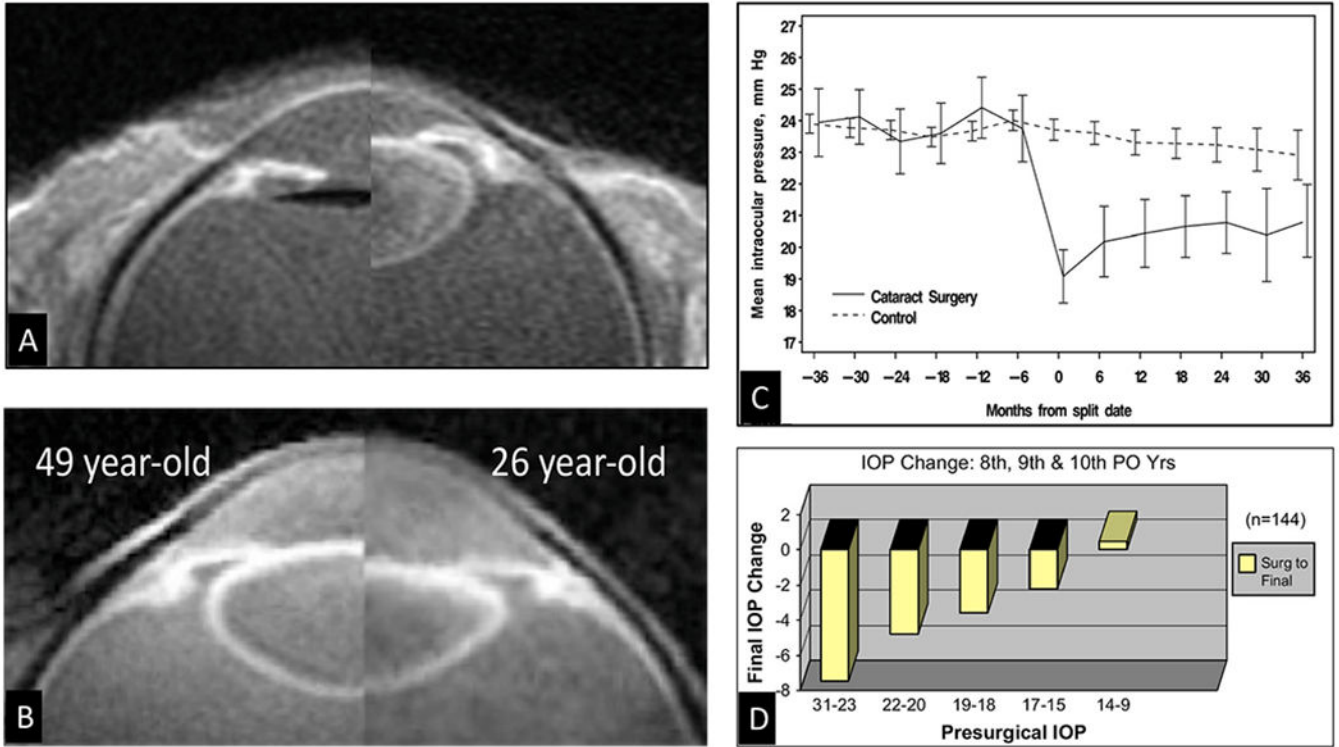 A
49 year-old
26 year-old
B
27
26
25
24
23
22
21
20
19
18
17
Mean intraocular pressure, mm Hg
Cataract Surgery
Control
−36 −30 −24 −18 −12 −6 0 6 12 18 24 30 36
Months from split date
C
IOP Change: 8th, 9th & 10th PO Yrs
2
0
-2
-4
-6
-8
Final IOP Change
(n=144)
Surg to
Final
31-23 22-20 19-18 17-15 14-9
Presurgical IOP
D